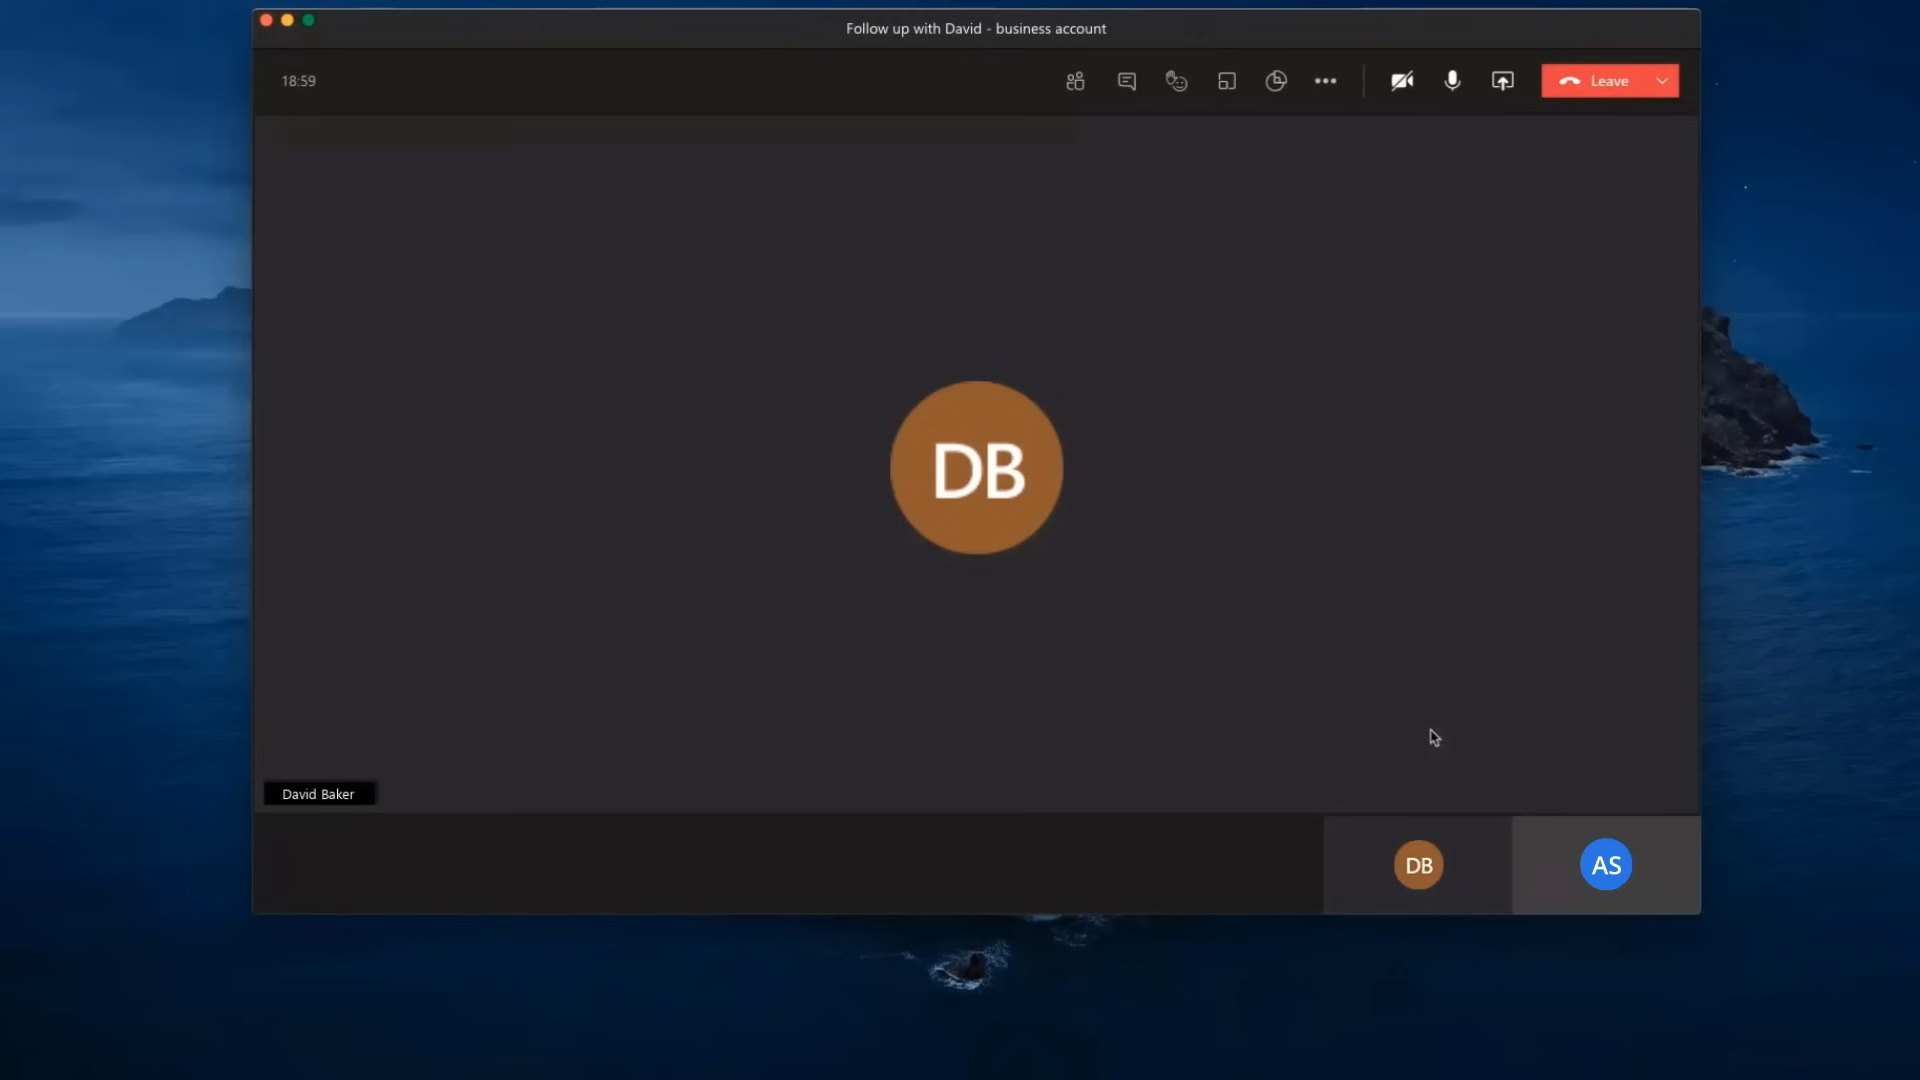 Follow up with David - business account
18:59
Leave
DB
David Baker
DB
AS